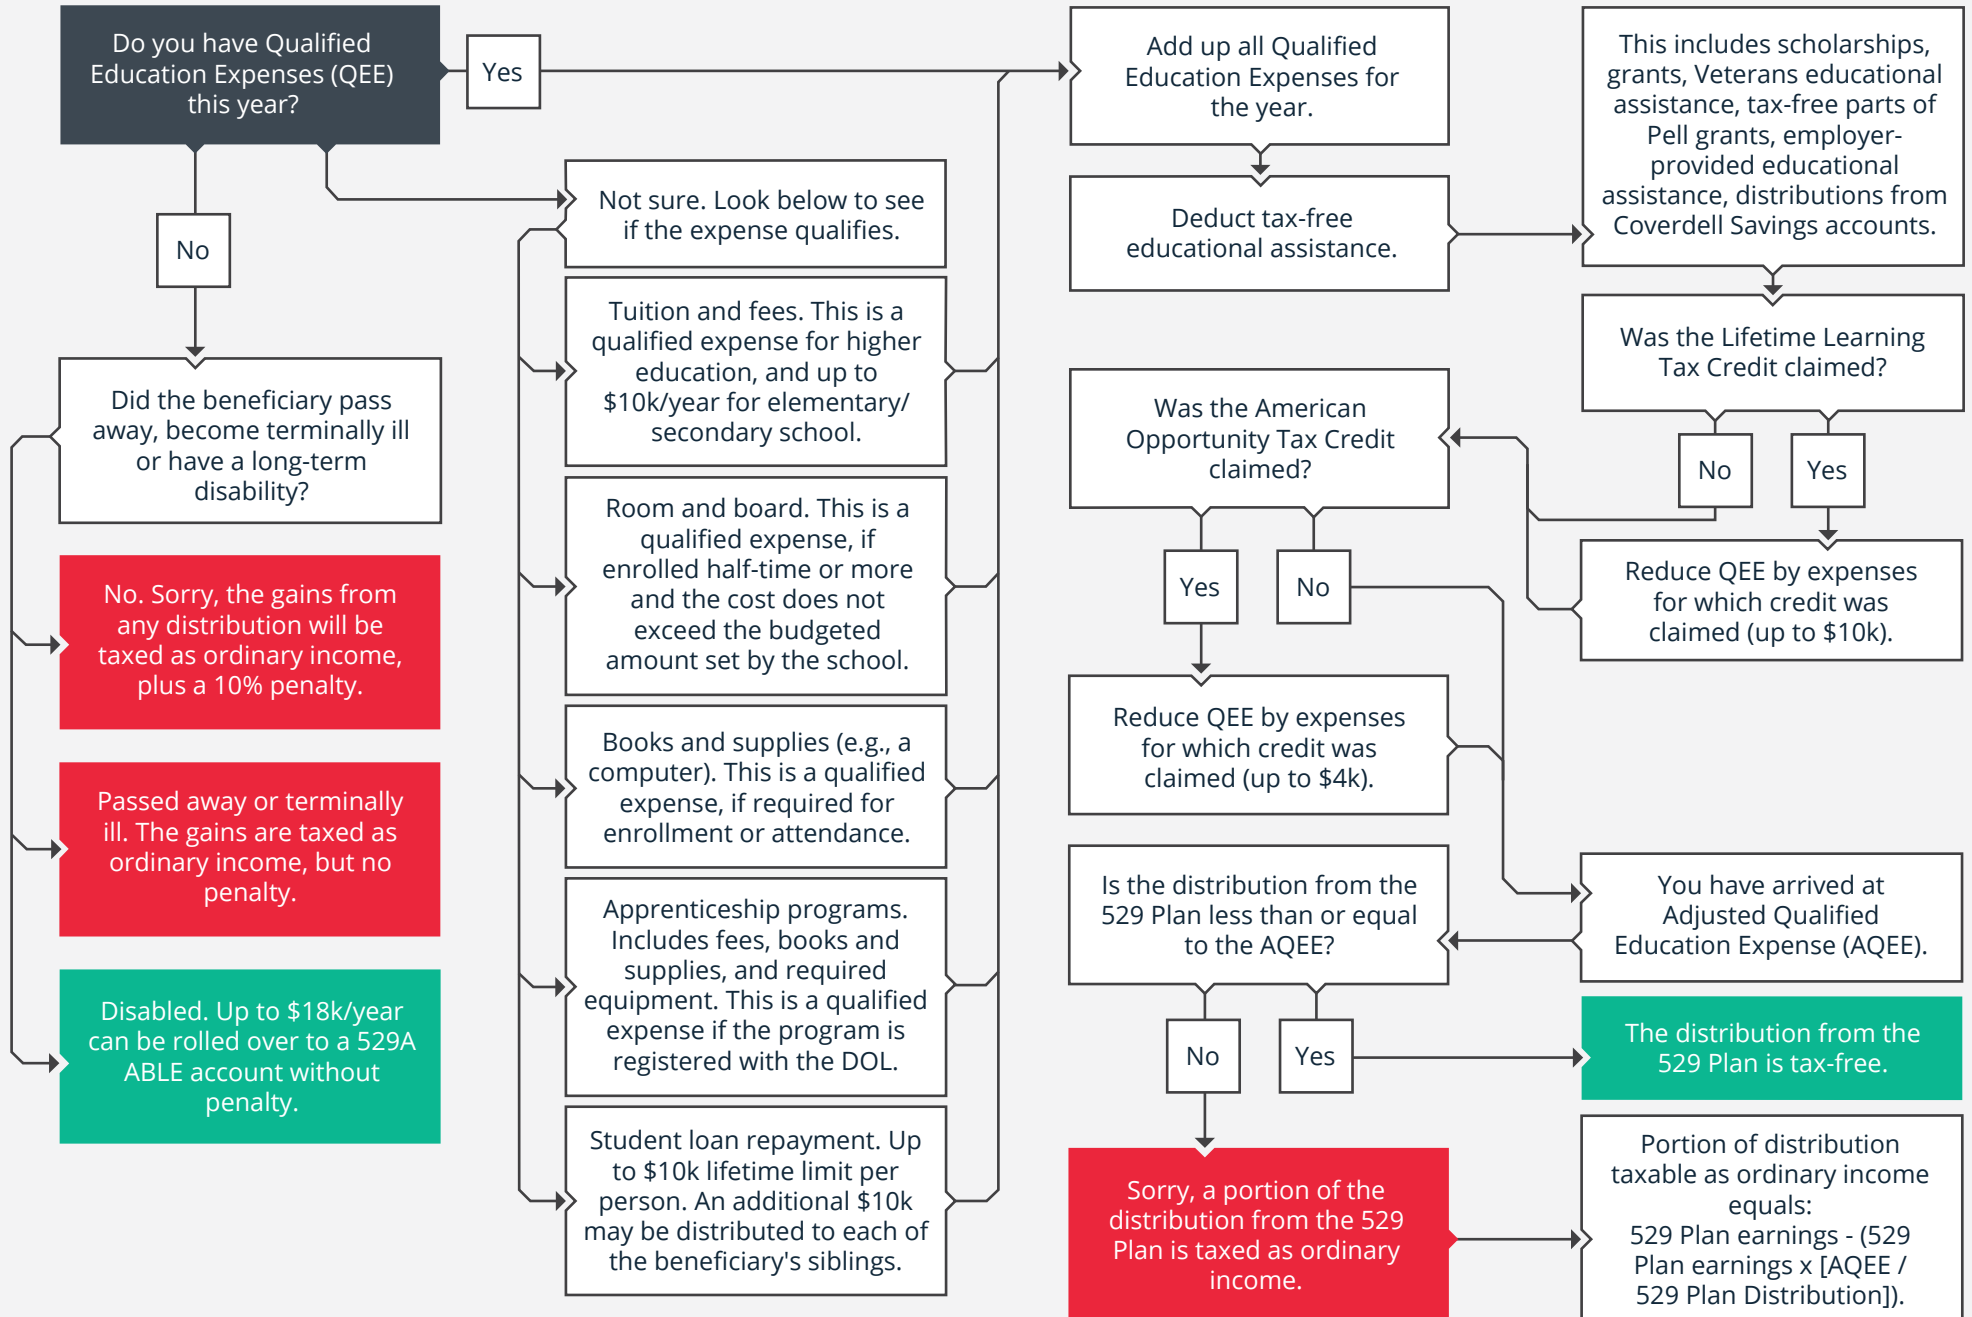 Do you have Qualified
Education Expenses (QEE)
this year?
Yes
No
Did the beneficiary pass
away, become terminally ill
or have a long-term
disability?
No. Sorry, the gains from
any distribution will be
taxed as ordinary income,
plus a 10% penalty.
Passed away or terminally
ill. The gains are taxed as
ordinary income, but no
penalty.
Disabled. Up to $18k/year
can be rolled over to a 529A
ABLE account without
penalty.
Not sure. Look below to see
if the expense qualifies.
Tuition and fees. This is a
qualified expense for higher
education, and up to
$10k/year for elementary/
secondary school.
Room and board. This is a
qualified expense, if
enrolled half-time or more
and the cost does not
exceed the budgeted
amount set by the school.
Books and supplies (e.g., a
computer). This is a qualified
expense, if required for
enrollment or attendance.
Apprenticeship programs.
Includes fees, books and
supplies, and required
equipment. This is a qualified
expense if the program is
registered with the DOL.
Student loan repayment. Up
to $10k lifetime limit per
person. An additional $10k
may be distributed to each of
the beneficiary's siblings.
Add up all Qualified
Education Expenses for
the year.
Deduct tax-free
educational assistance.
This includes scholarships,
grants, Veterans educational
assistance, tax-free parts of
Pell grants, employer-
provided educational
assistance, distributions from
Coverdell Savings accounts.
Was the Lifetime Learning
Tax Credit claimed?
No
Yes
Reduce QEE by expenses
for which credit was
claimed (up to $10k).
Was the American
Opportunity Tax Credit
claimed?
Yes
No
Reduce QEE by expenses
for which credit was
claimed (up to $4k).
You have arrived at
Adjusted Qualified
Education Expense (AQEE).
Is the distribution from the
529 Plan less than or equal
to the AQEE?
No
Yes
The distribution from the
529 Plan is tax-free.
Sorry, a portion of the
distribution from the 529
Plan is taxed as ordinary
income.
Portion of distribution
taxable as ordinary income
equals:
529 Plan earnings - (529
Plan earnings x [AQEE /
529 Plan Distribution]).